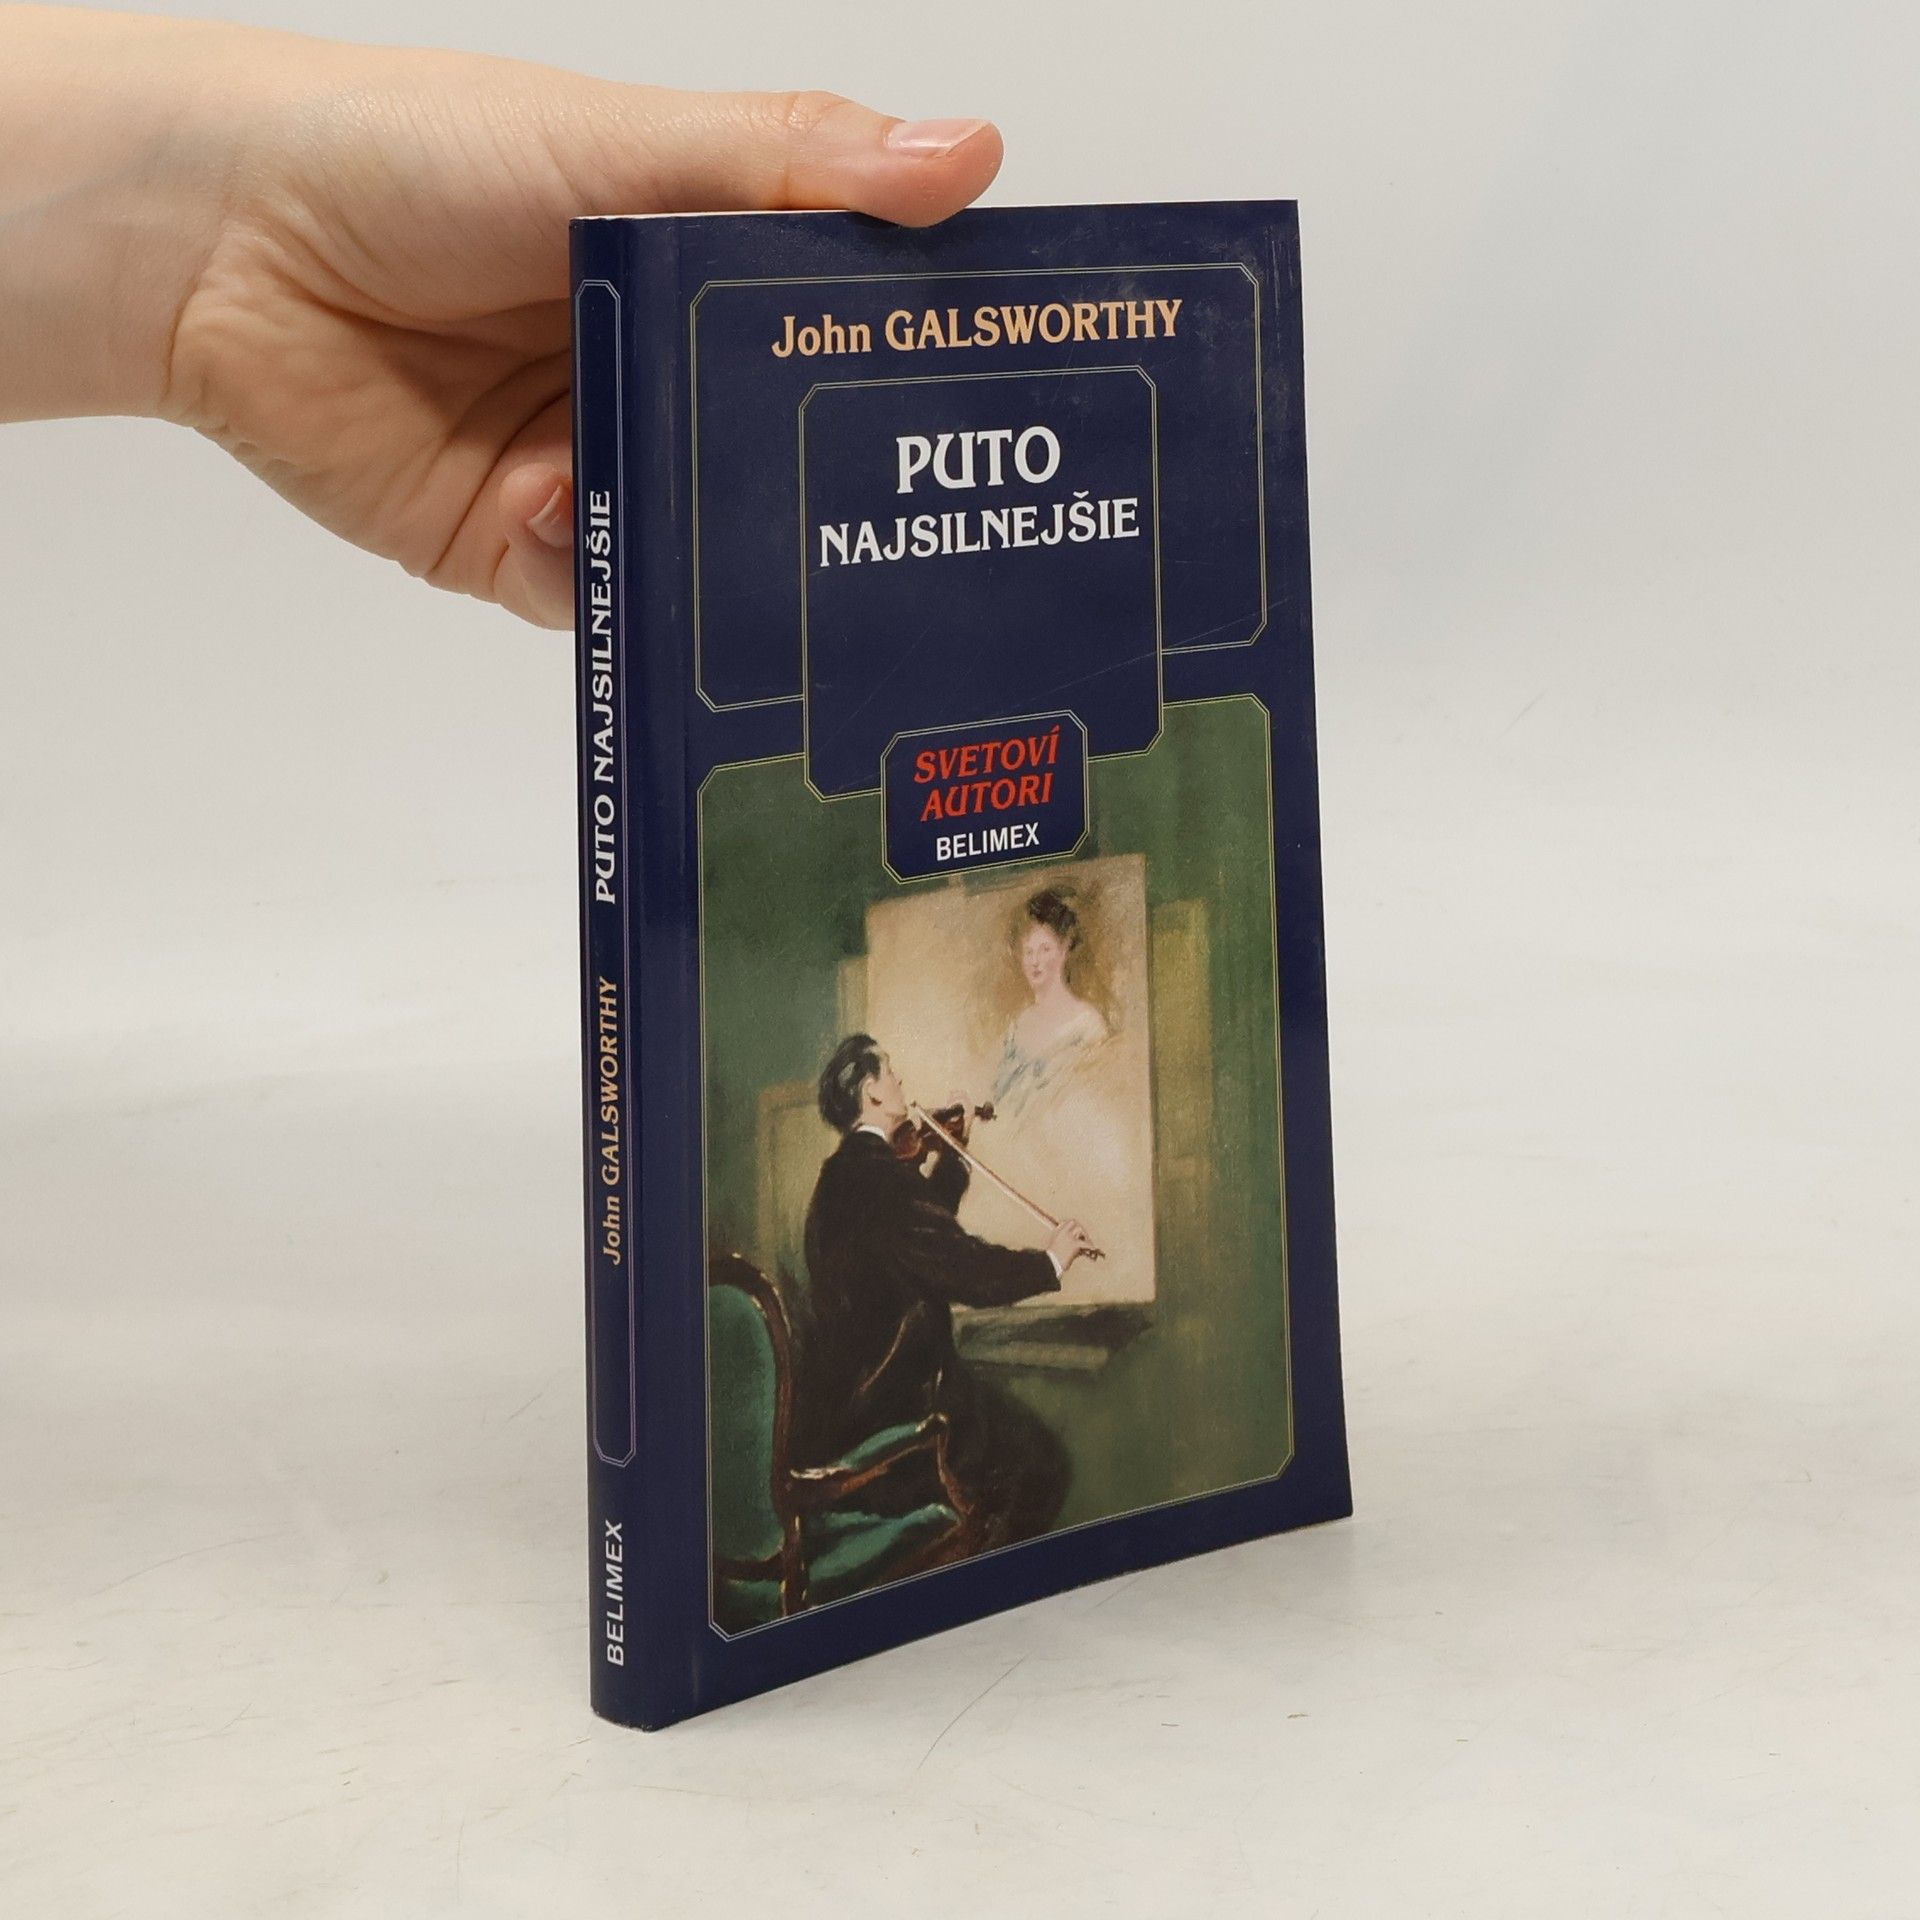 John GALSWORTHY
PUTO
NAJSILNEJŠIE
SVETOVÍ
AUTORI
BELIMEX
BELIMEX John GALSWORTHY PUTO NAJSILNEJŠIE